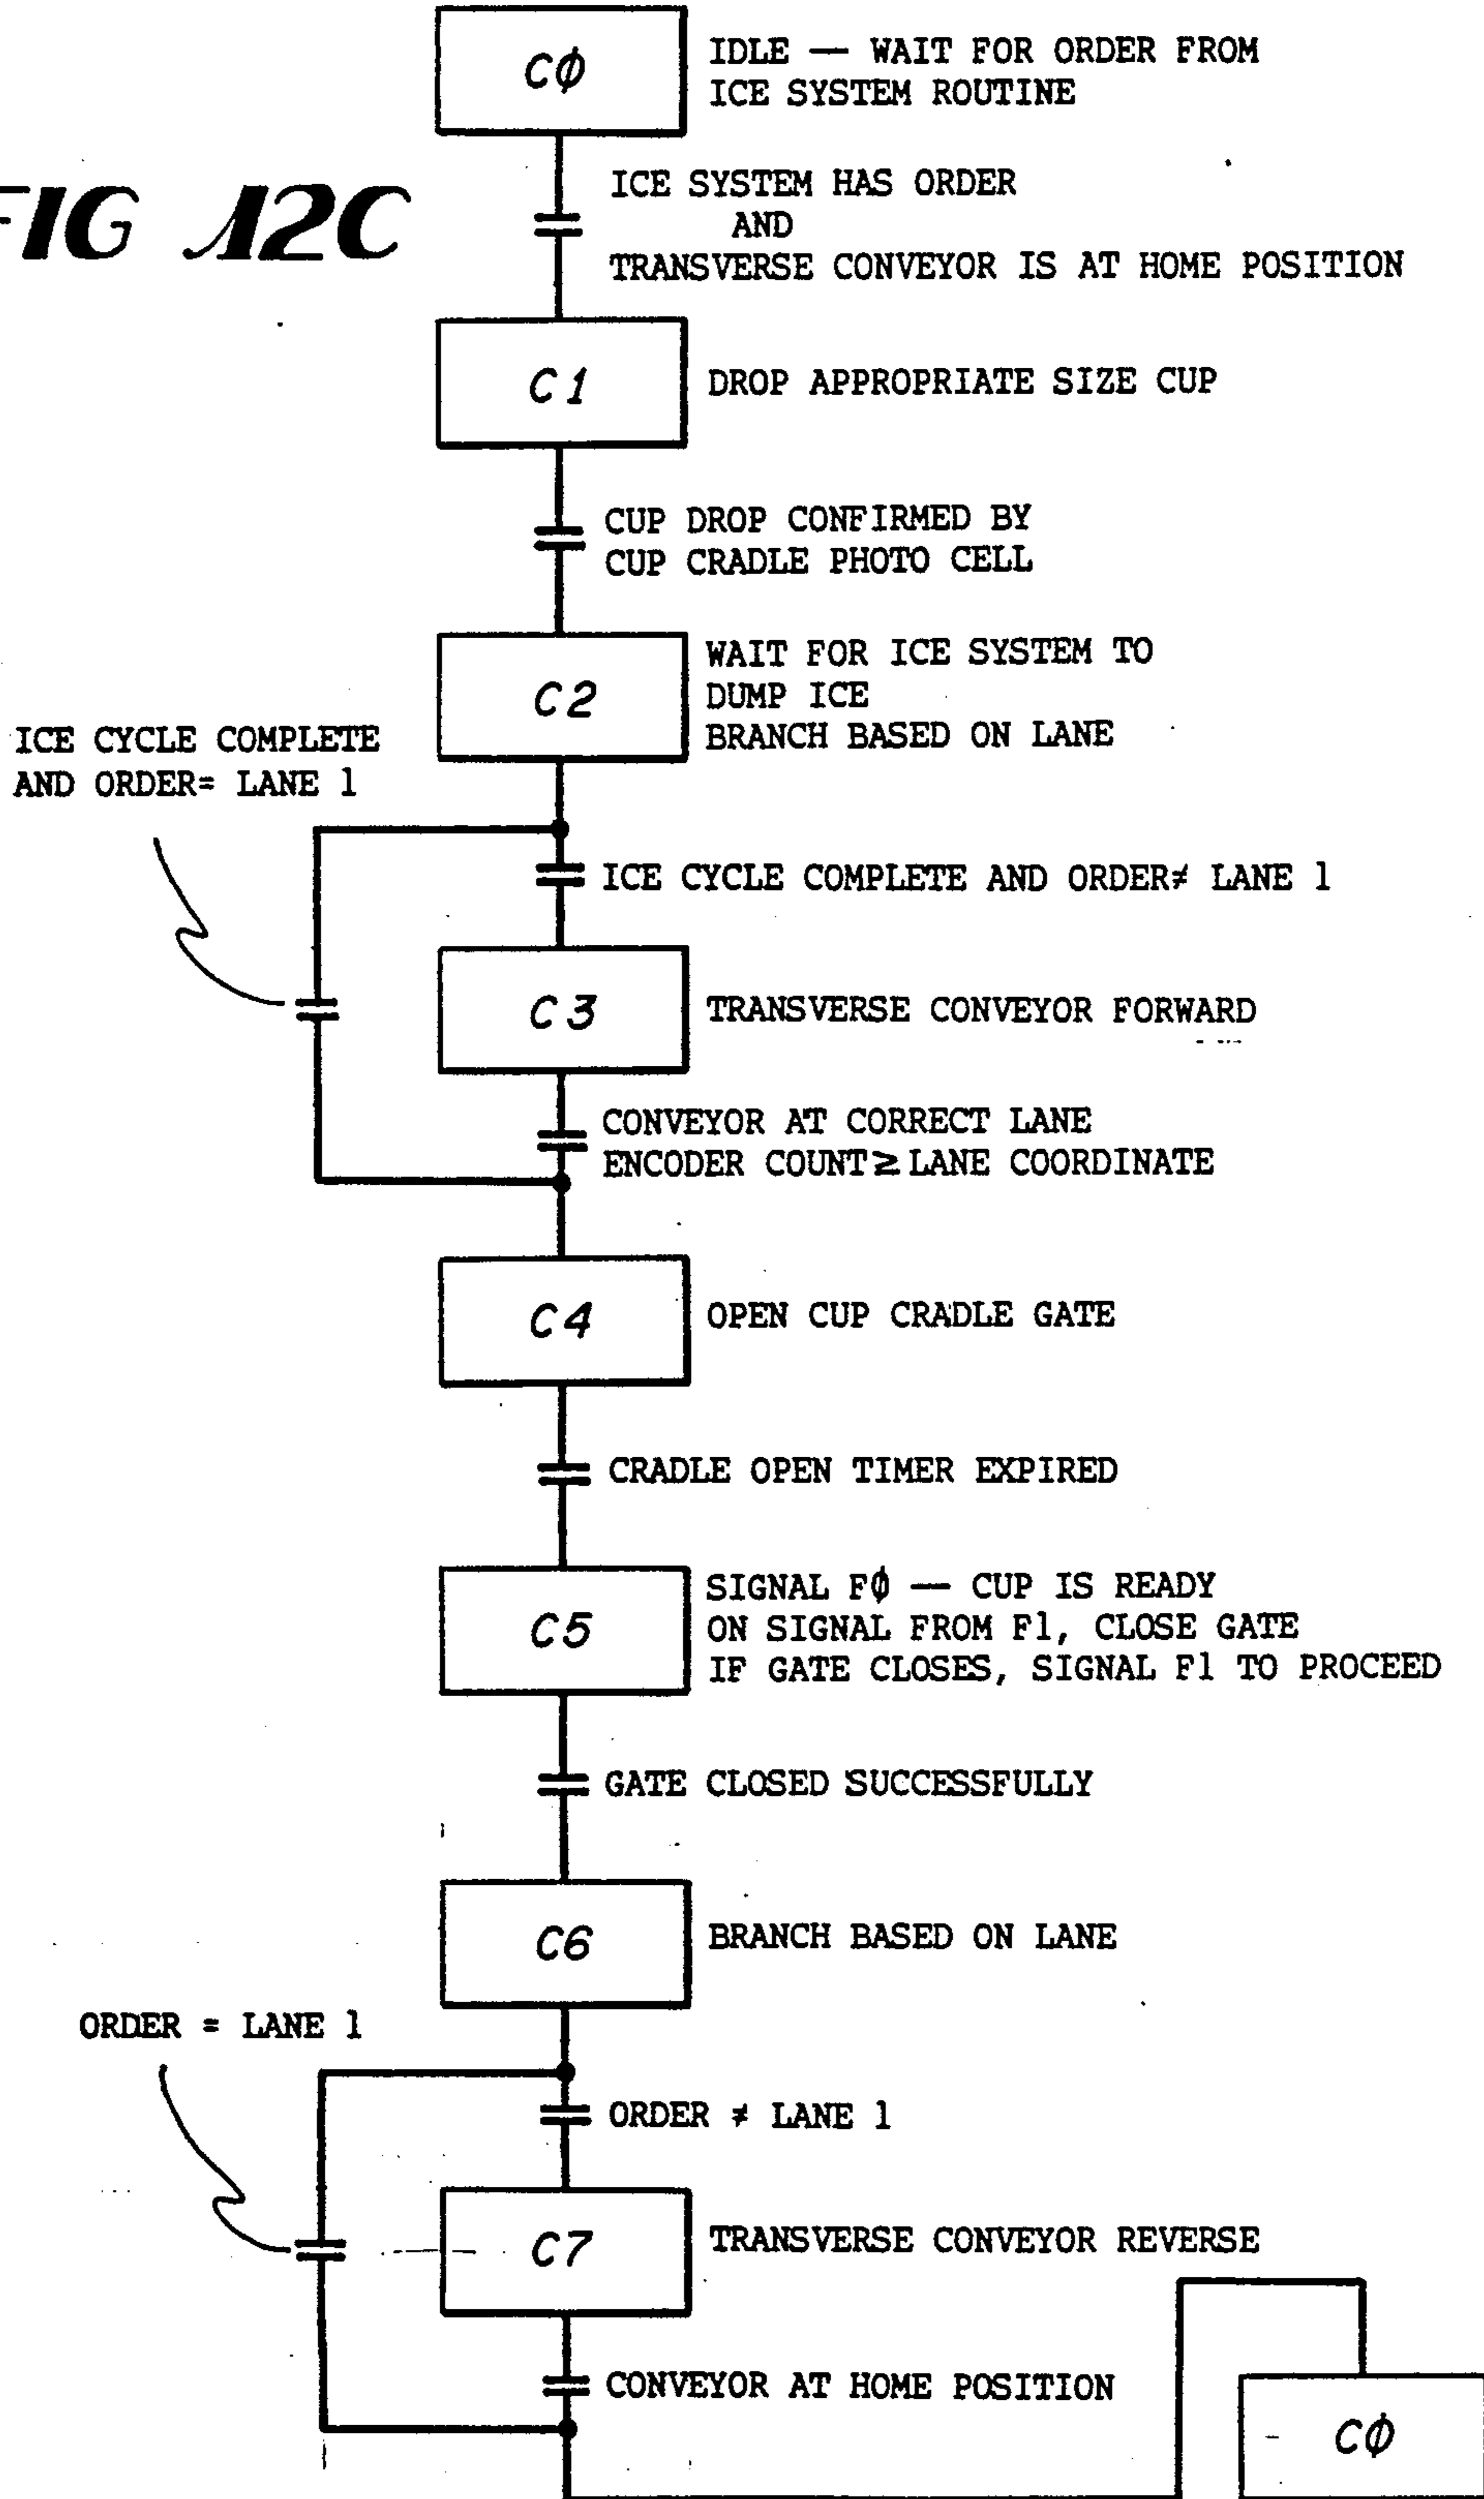 CØ
IDLE — WAIT FOR ORDER FROM
ICE SYSTEM ROUTINE
FIG 12C
ICE SYSTEM HAS ORDER
AND
TRANSVERSE CONVEYOR IS AT HOME POSITION
C1
DROP APPROPRIATE SIZE CUP
CUP DROP CONFIRMED BY
CUP CRADLE PHOTO CELL
C2
WAIT FOR ICE SYSTEM TO
DUMP ICE
BRANCH BASED ON LANE
ICE CYCLE COMPLETE
AND ORDER= LANE 1
ICE CYCLE COMPLETE AND ORDER≠ LANE 1
C3
TRANSVERSE CONVEYOR FORWARD
CONVEYOR AT CORRECT LANE
ENCODER COUNT≥LANE COORDINATE
C4
OPEN CUP CRADLE GATE
CRADLE OPEN TIMER EXPIRED
C5
SIGNAL FØ — CUP IS READY
ON SIGNAL FROM F1, CLOSE GATE
IF GATE CLOSES, SIGNAL F1 TO PROCEED
GATE CLOSED SUCCESSFULLY
C6
BRANCH BASED ON LANE
ORDER = LANE 1
ORDER ≠ LANE 1
C7
TRANSVERSE CONVEYOR REVERSE
CONVEYOR AT HOME POSITION
CØ